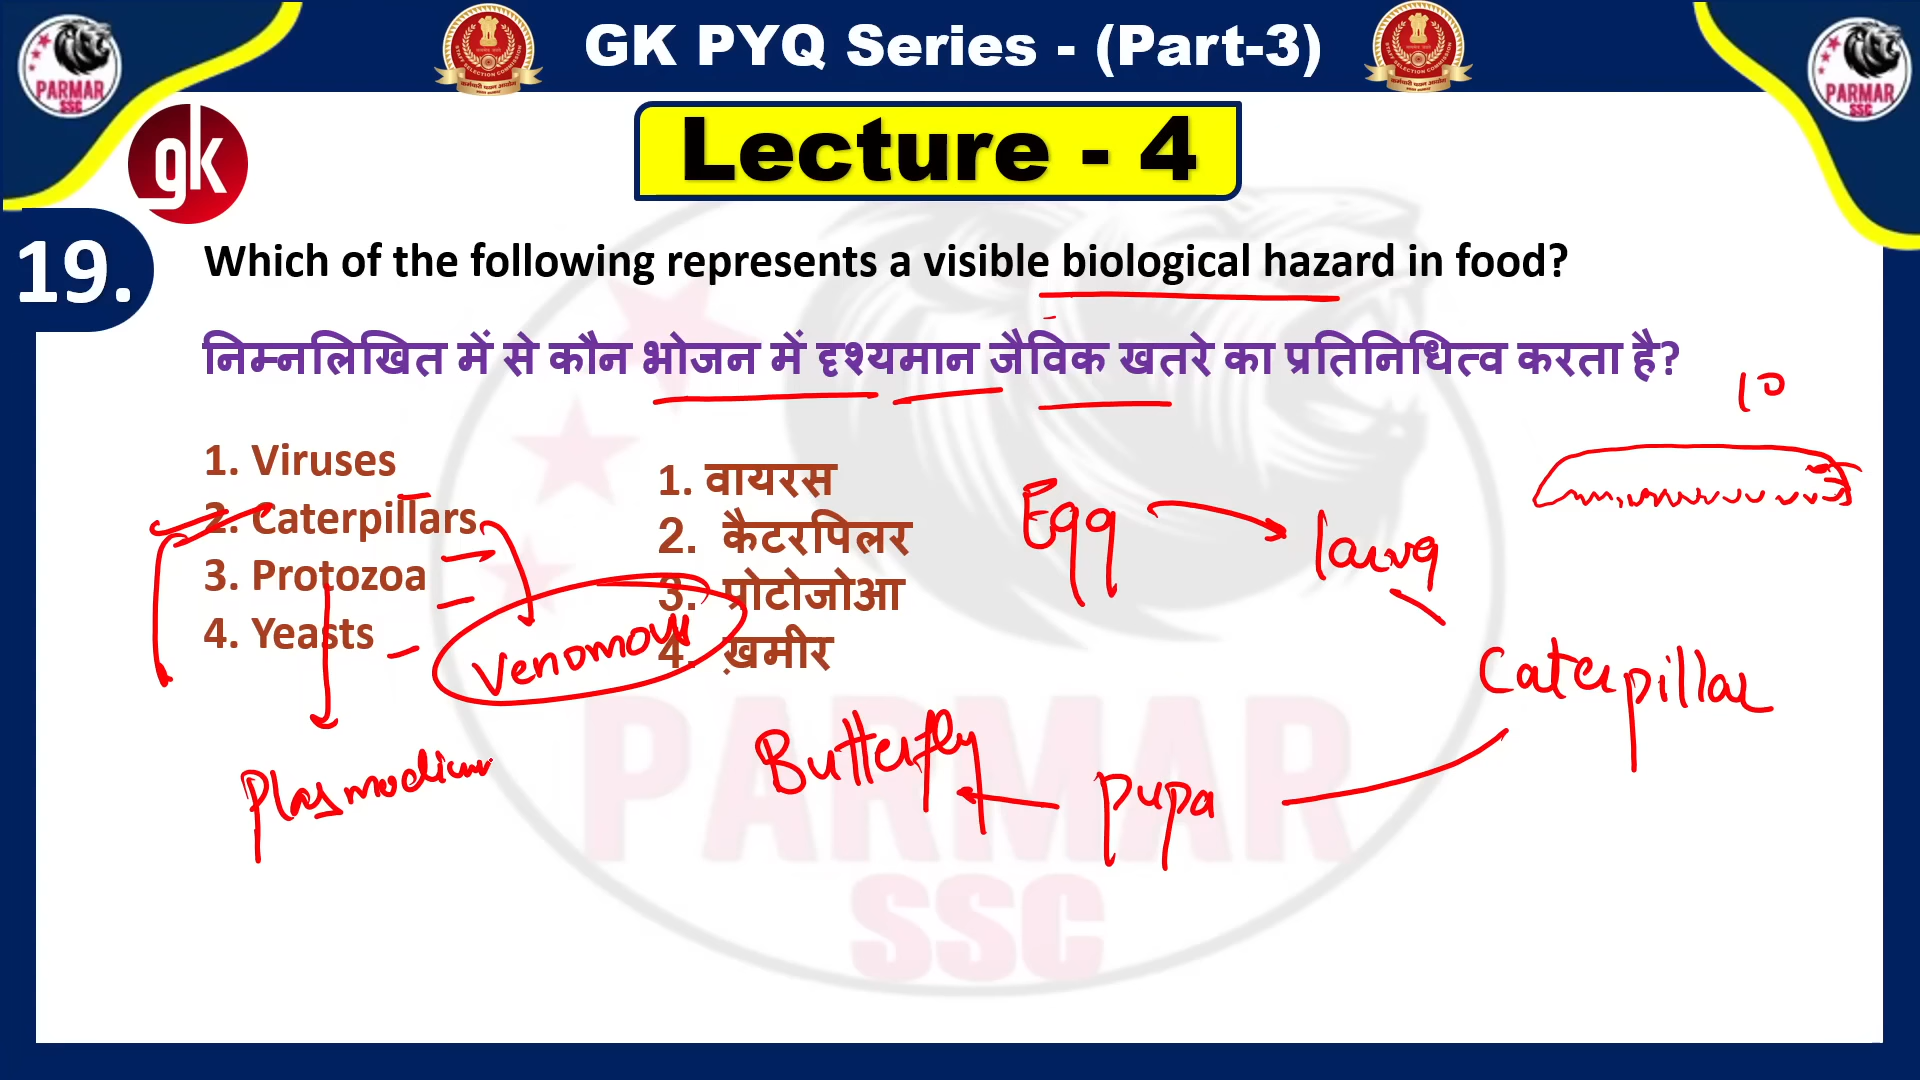 GK PYQ Series - (Part-3)
PARMAR
SSC
PARMAR
SSC
gk
Lecture - 4
19.
Which of the following represents a visible biological hazard in food?
निम्नलिखित में से कौन भोजन में दृश्यमान जैविक खतरे का प्रतिनिधित्व करता है?
10
1. Viruses
2. Caterpillars
3. Protozoa
4. Yeasts
1. वायरस
2. कैटरपिलर
3. प्रोटोजोआ
4. ख़मीर
Egg
larva
Caterpillar
pupa
Butterfly
Venomous
Plasmodium
PARMAR
SSC